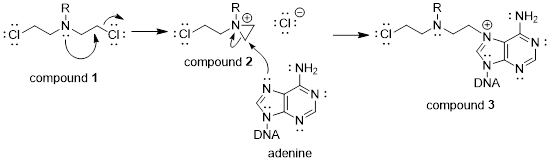 R R R NH₂
:Cl: N :Cl: :Cl: N⊕ :Cl:⊖ :Cl: N N⊕ N
N N
compound 1 compound 2 :NH₂ DNA
N N compound 3
N N
DNA
adenine